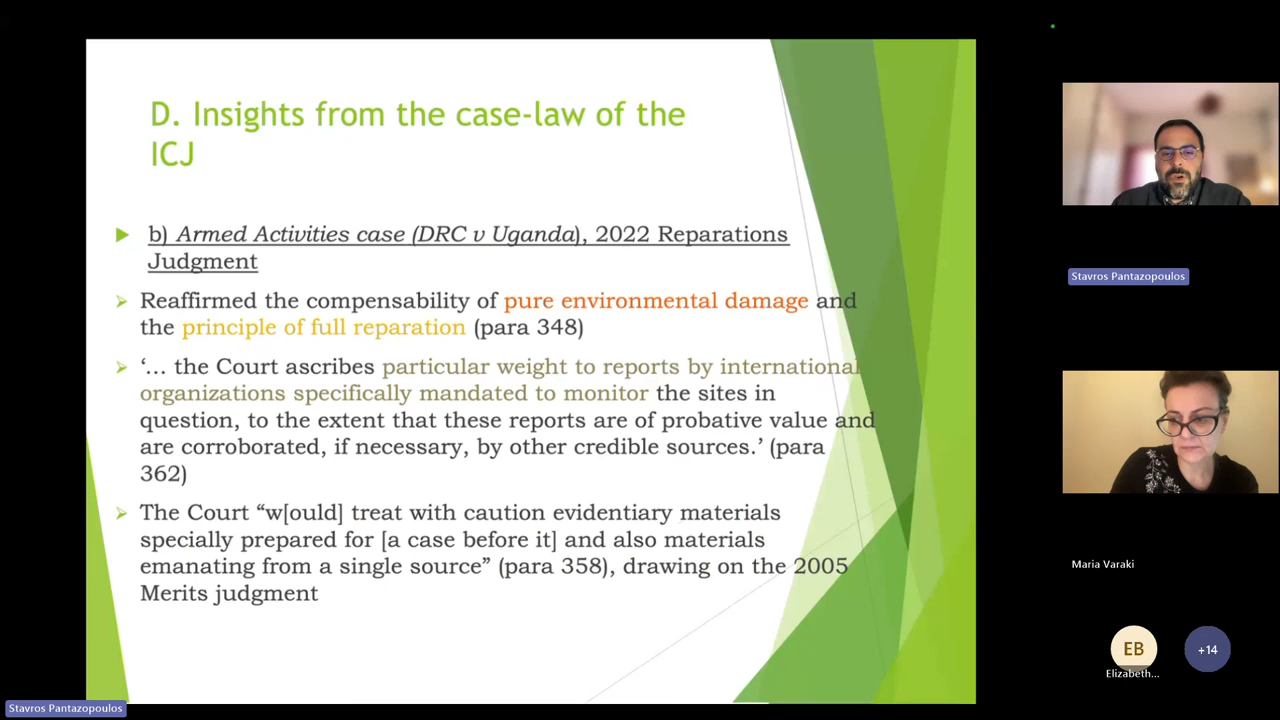 D. Insights from the case-law of the
ICJ
b) Armed Activities case (DRC v Uganda), 2022 Reparations
Judgment
Reaffirmed the compensability of pure environmental damage and
the principle of full reparation (para 348)
‘… the Court ascribes particular weight to reports by international
organizations specifically mandated to monitor the sites in
question, to the extent that these reports are of probative value and
are corroborated, if necessary, by other credible sources.’ (para
362)
The Court “w[ould] treat with caution evidentiary materials
specially prepared for [a case before it] and also materials
emanating from a single source” (para 358), drawing on the 2005
Merits judgment
Stavros Pantazopoulos
Stavros Pantazopoulos
Maria Varaki
EB
+14
Elizabeth...